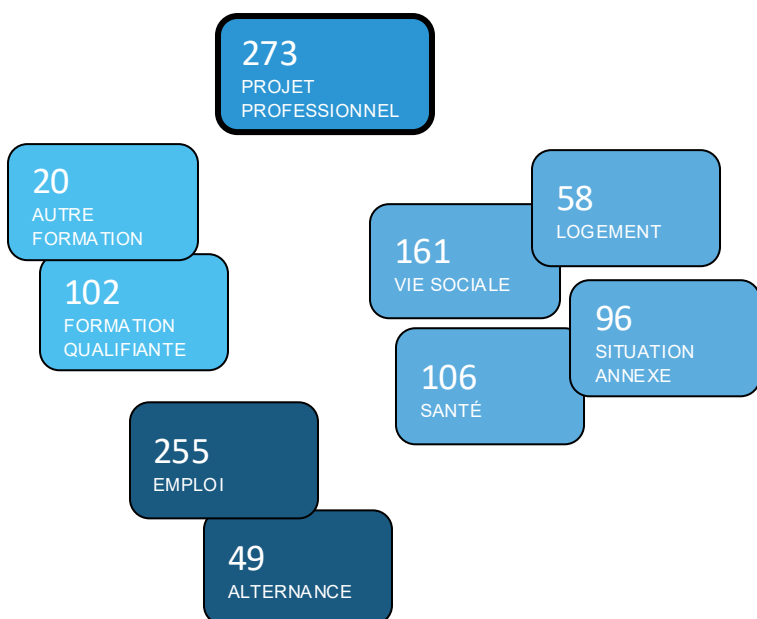 273
PROJET
PROFESSIONNEL
20
AUTRE
FORMATION
102
FORMATION
QUALIFIANTE
58
LOGEMENT
161
VIE SOCIALE
96
SITUATION
ANNEXE
106
SANTÉ
255
EMPLOI
49
ALTERNANCE